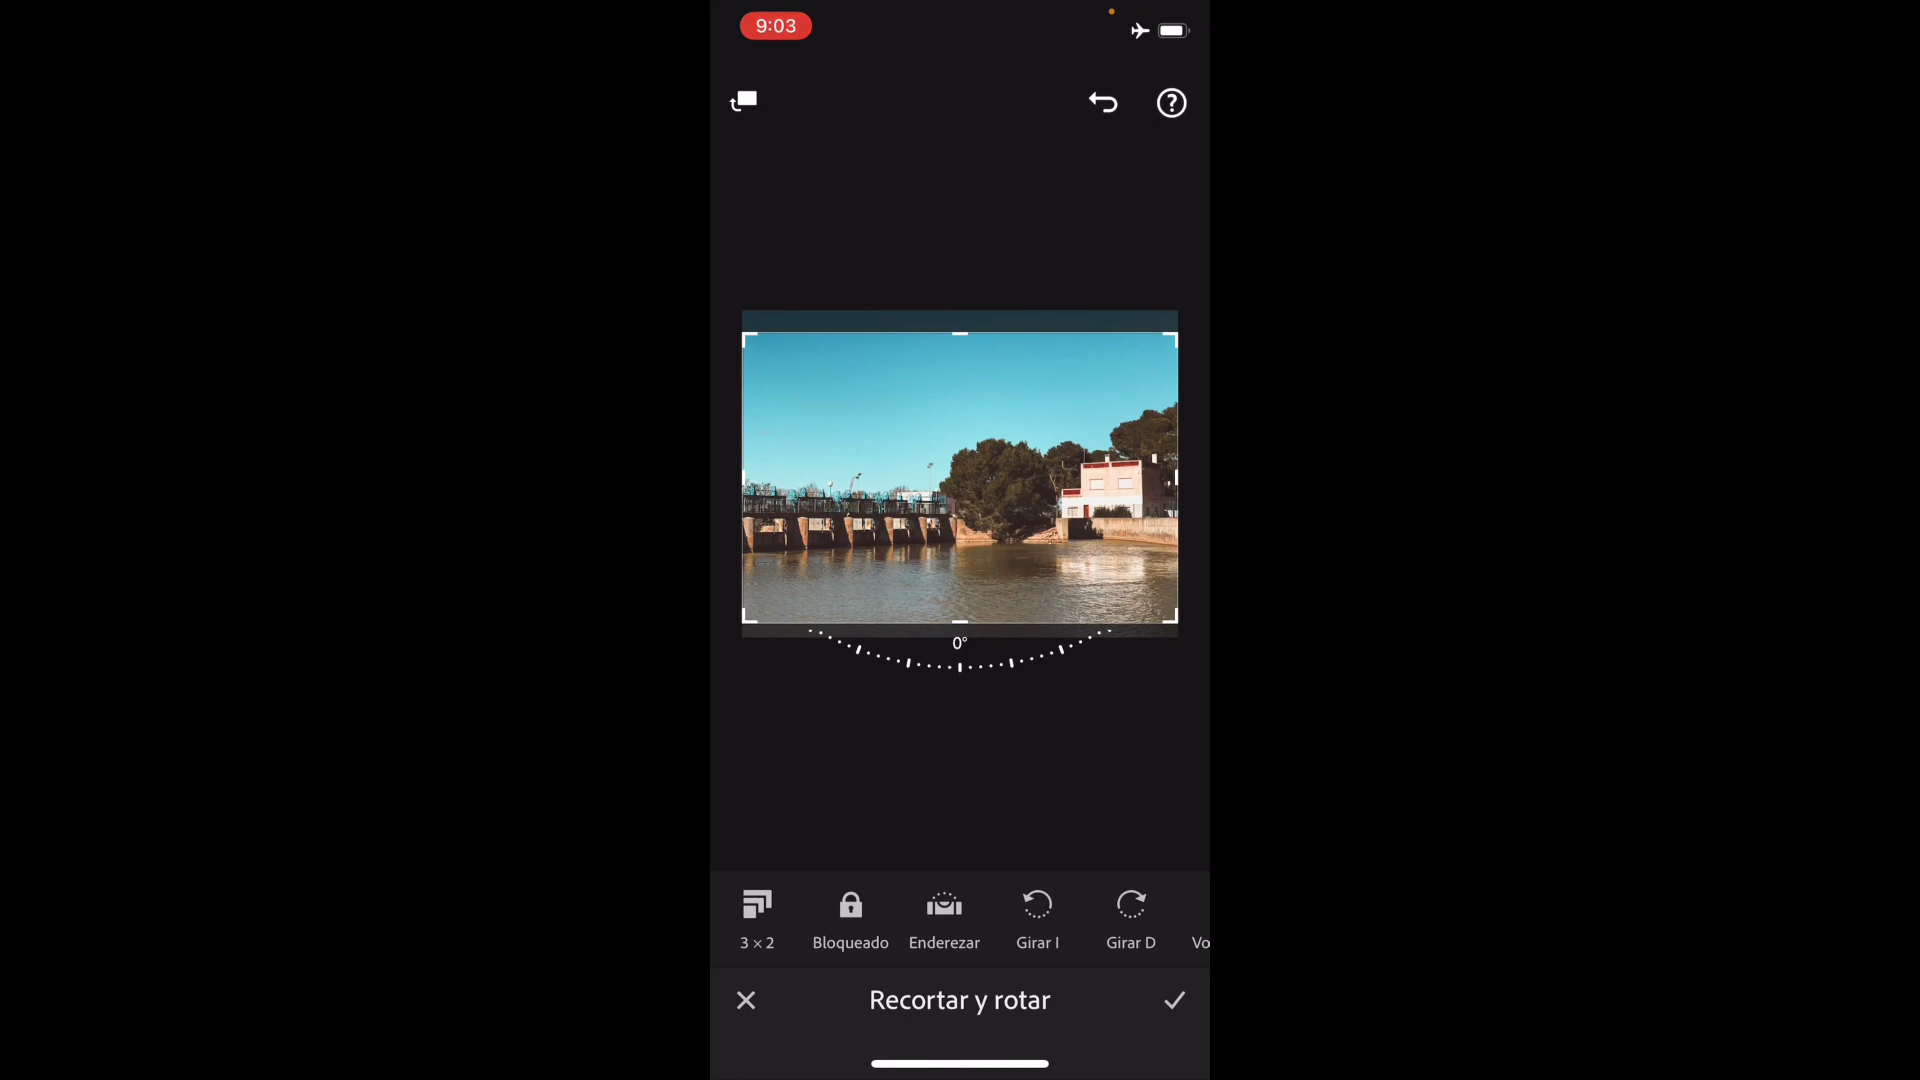 9:03
0°
3 × 2
Bloqueado
Enderezar
Girar I
Girar D
Vo
Recortar y rotar